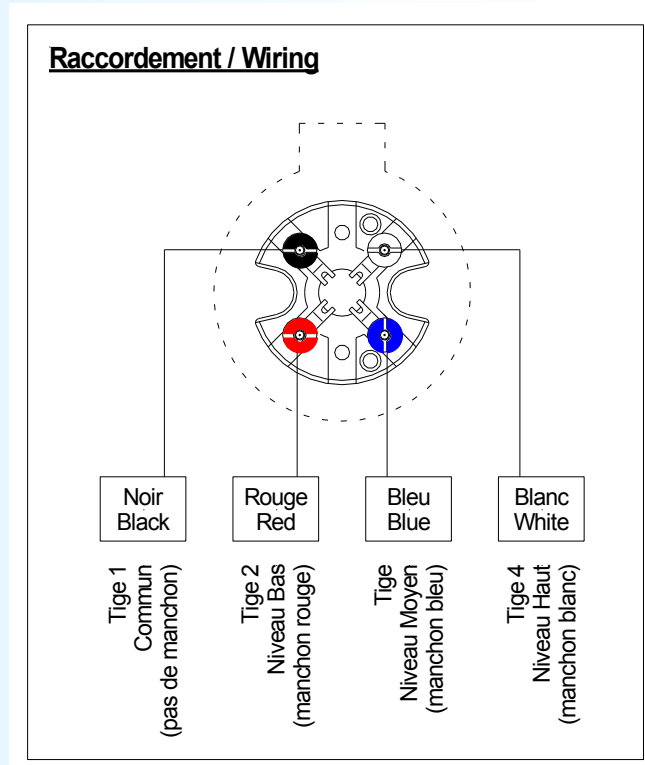 Raccordement / Wiring
Noir
Black
Rouge
Red
Bleu
Blue
Blanc
White
Tige 1
Commun
(pas de manchon)
Tige 2
Niveau Bas
(manchon rouge)
Tige
Niveau Moyen
(manchon bleu)
Tige 4
Niveau Haut
(manchon blanc)